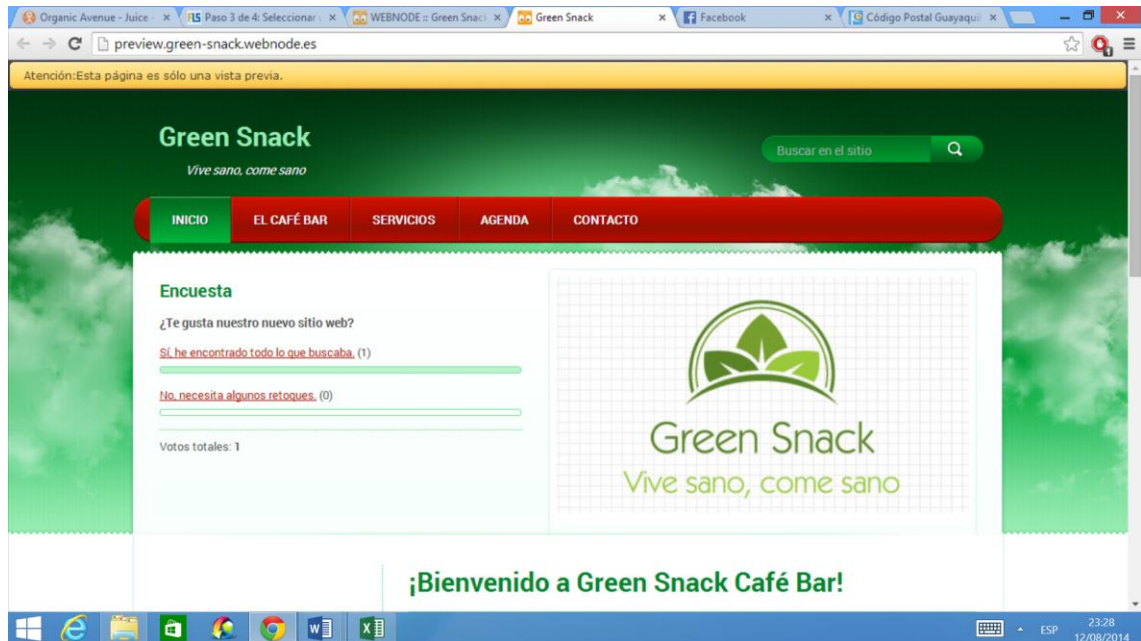 Organic Avenue - Juice -
Paso 3 de 4: Seleccionar
WEBNODE :: Green Snac
Green Snack
Facebook
Código Postal Guayaquil
preview.green-snack.webnode.es
Atención:Esta página es sólo una vista previa.
Green Snack
Vive sano, come sano
Buscar en el sitio
INICIO EL CAFÉ BAR SERVICIOS AGENDA CONTACTO
Encuesta
¿Te gusta nuestro nuevo sitio web?
Sí, he encontrado todo lo que buscaba. (1)
No, necesita algunos retoques. (0)
Votos totales: 1
Green Snack
Vive sano, come sano
¡Bienvenido a Green Snack Café Bar!
ESP
23:28
12/08/2014